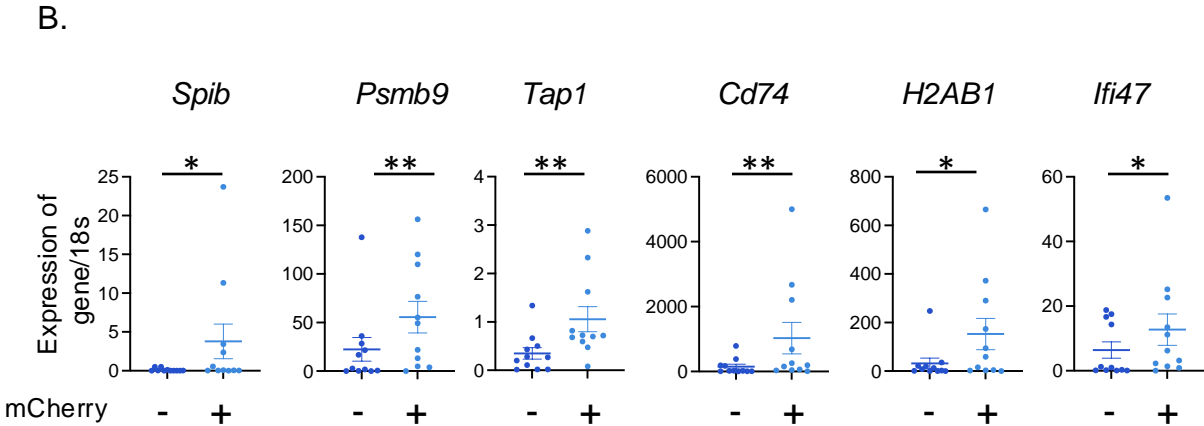 B.
Spib Psmb9 Tap1 Cd74 H2AB1 Ifi47
* ** ** ** * *
Expression of
gene/18s
25 200 4 6000 800 60
20 150 3 4000 600 40
15 100 2 2000 400 20
10 50 1 0 200 0
5 0 0 0
0
mCherry - + - + - + - + - + - +